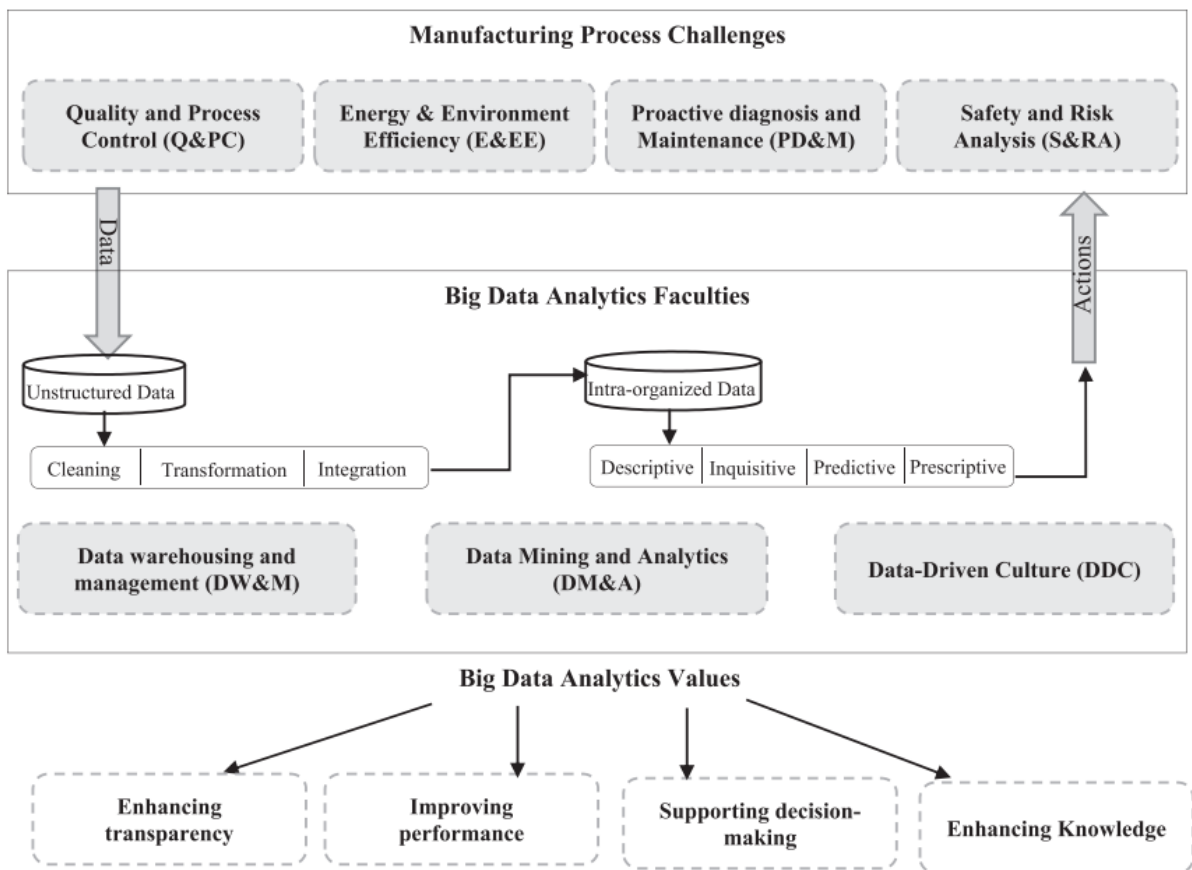 Manufacturing Process Challenges
Quality and Process
Control (Q&PC)
Energy & Environment
Efficiency (E&EE)
Proactive diagnosis and
Maintenance (PD&M)
Safety and Risk
Analysis (S&RA)
Data
Actions
Big Data Analytics Faculties
Unstructured Data
Intra-organized Data
Cleaning
Transformation
Integration
Descriptive
Inquisitive
Predictive
Prescriptive
Data warehousing and
management (DW&M)
Data Mining and Analytics
(DM&A)
Data-Driven Culture (DDC)
Big Data Analytics Values
Enhancing
transparency
Improving
performance
Supporting decision-
making
Enhancing Knowledge